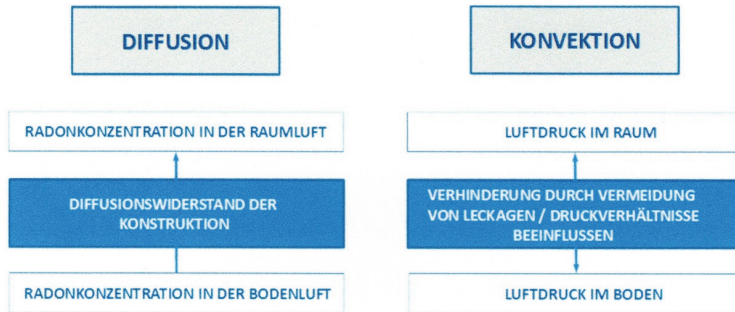 DIFFUSION
RADONKONZENTRATION IN DER RAUMLUFT
DIFFUSIONSWIDERSTAND DER
KONSTRUKTION
RADONKONZENTRATION IN DER BODENLUFT
KONVEKTION
LUFTDRUCK IM RAUM
VERHINDERUNG DURCH VERMEIDUNG
VON LECKAGEN / DRUCKVERHÄLTNISSE
BEEINFLUSSEN
LUFTDRUCK IM BODEN